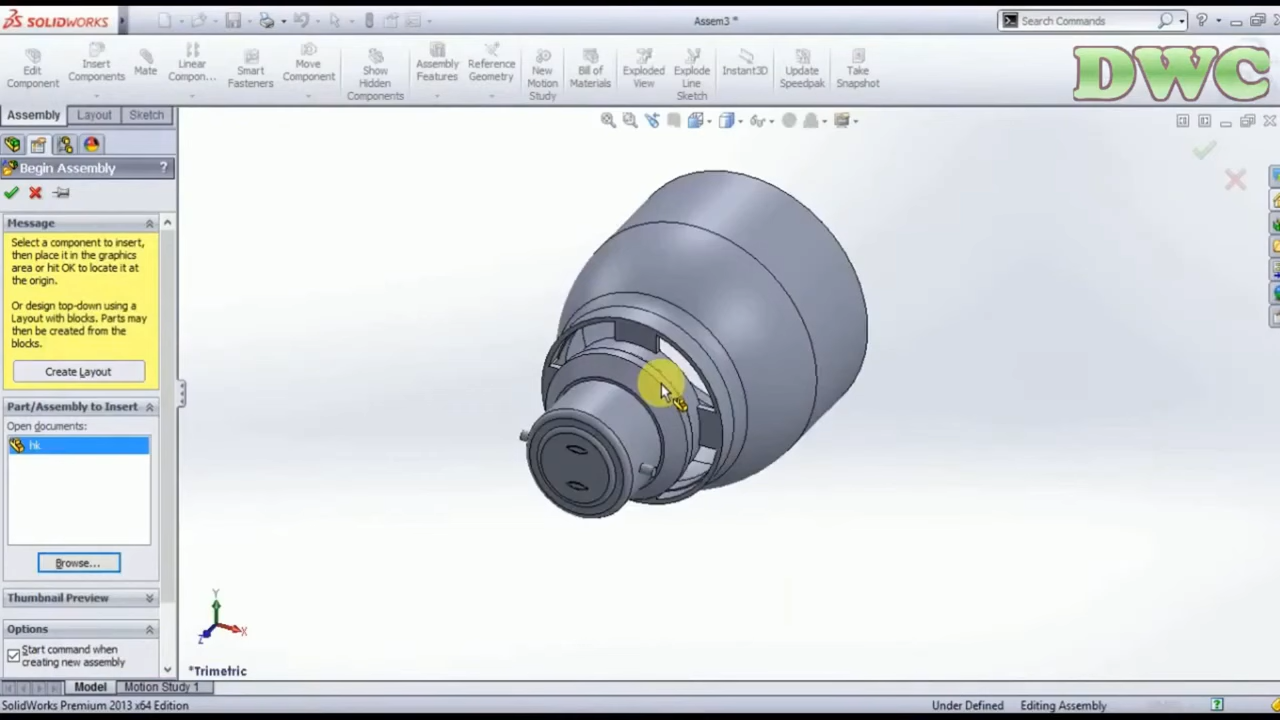 SOLIDWORKS
Assem3 *
Search Commands
?
DWC
Edit
Component
Insert
Components
Mate
Linear
Compon...
Smart
Fasteners
Move
Component
Show
Hidden
Components
Assembly
Features
Reference
Geometry
New
Motion
Study
Bill of
Materials
Exploded
View
Explode
Line
Sketch
Instant3D
Update
Speedpak
Take
Snapshot
Assembly
Layout
Sketch
Begin Assembly
?
Message
Select a component to insert,
then place it in the graphics
area or hit OK to locate it at
the origin.
Or design top-down using a
Layout with blocks. Parts may
then be created from the
blocks.
Create Layout
Part/Assembly to Insert
Open documents:
hk
Browse...
Thumbnail Preview
Options
Start command when
creating new assembly
Y
X
Z
*Trimetric
Model
Motion Study 1
SolidWorks Premium 2013 x64 Edition
Under Defined
Editing Assembly
?